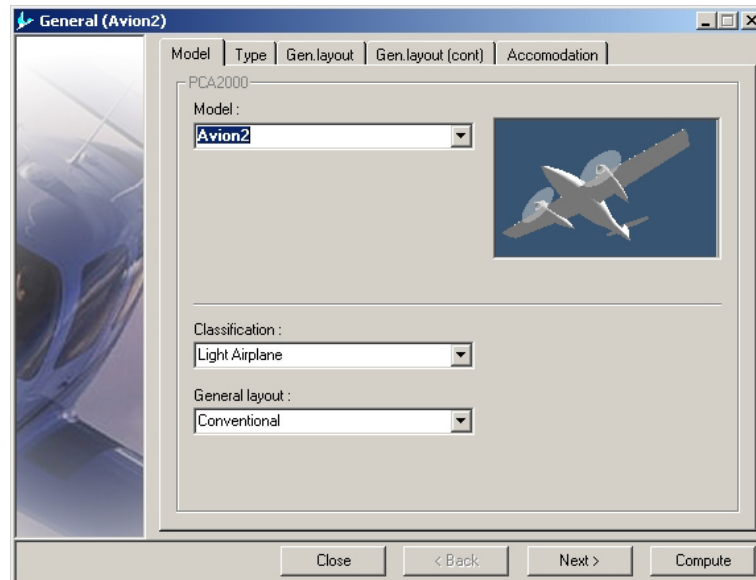 General (Avion2)
Model Type Gen.layout Gen.layout (cont) Accomodation
PCA2000
Model :
Avion2
Classification :
Light Airplane
General layout :
Conventional
Close < Back Next > Compute